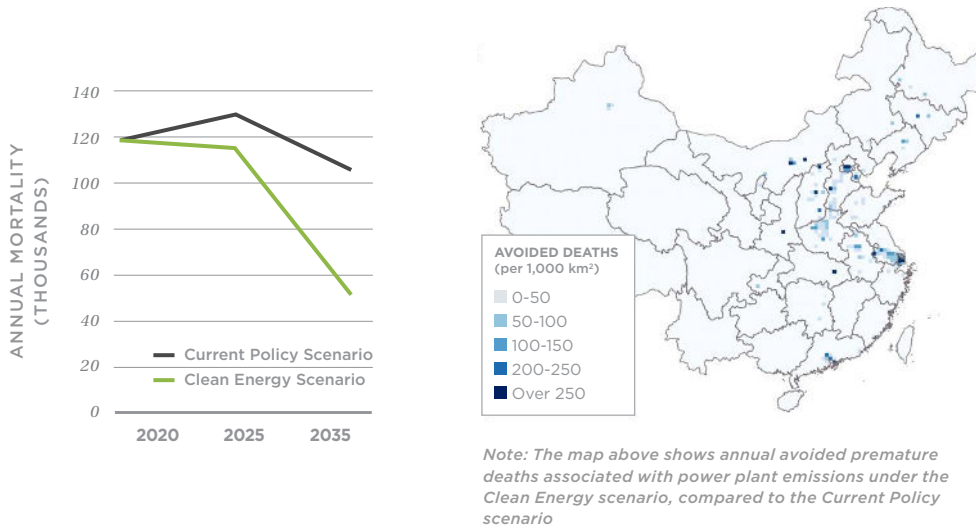 ANNUAL MORTALITY
(THOUSANDS)
140
120
100
80
60
40
20
0
Current Policy Scenario
Clean Energy Scenario
2020 2025 2035
AVOIDED DEATHS
(per 1,000 km²)
0-50
50-100
100-150
200-250
Over 250
Note: The map above shows annual avoided premature
deaths associated with power plant emissions under the
Clean Energy scenario, compared to the Current Policy
scenario